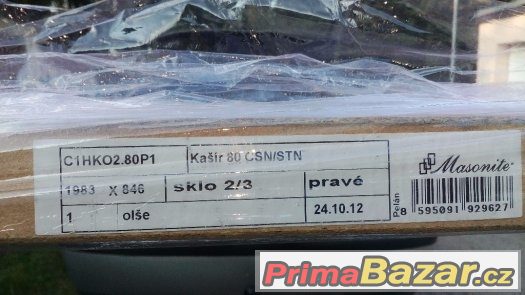 C1HKO2.80P1 Kašír 80 ČSN/STN
Masonite
1983 X 846 sklo 2/3 pravé
1 olše 24.10.12
Pelán
8 595091 929627
PrimaBazar.cz